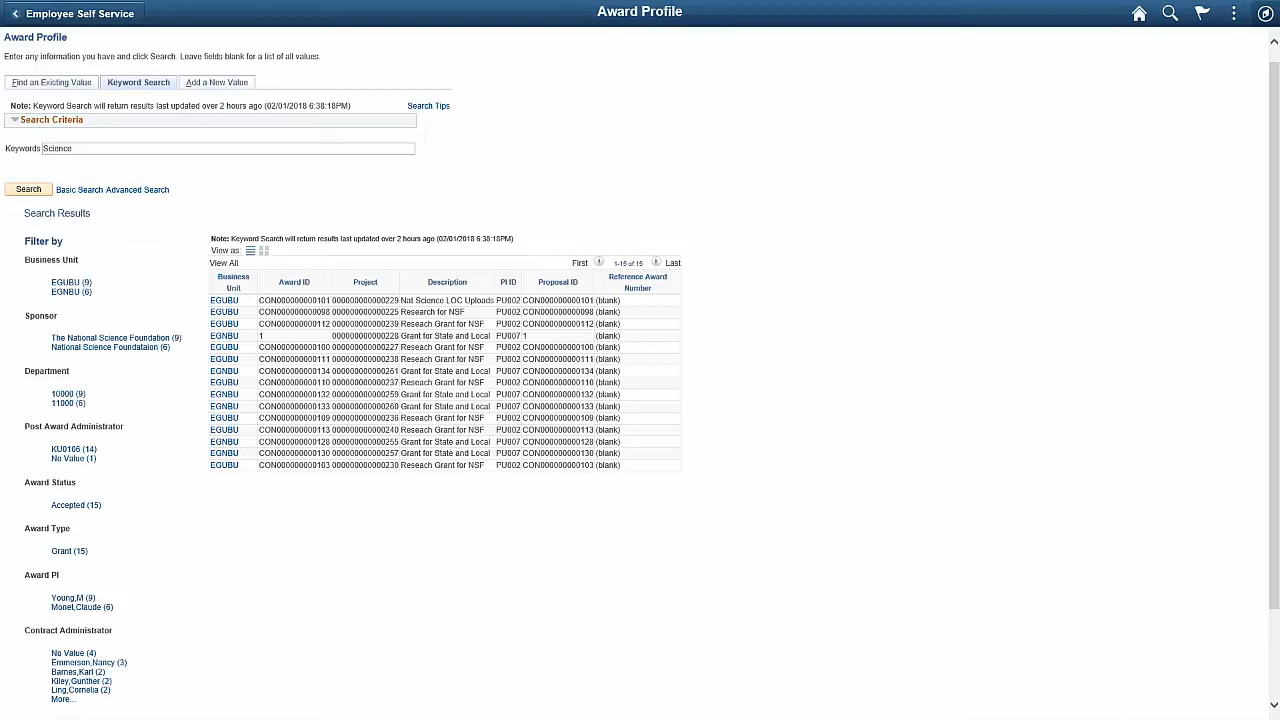 Employee Self Service
Award Profile
Award Profile
Enter any information you have and click Search. Leave fields blank for a list of all values.
Find an Existing Value
Keyword Search
Add a New Value
Note: Keyword Search will return results last updated over 2 hours ago (02/01/2018 6:38:18PM)
Search Tips
Search Criteria
Keywords Science
Search
Basic Search Advanced Search
Search Results
Filter by
Business Unit
EGUBU (9)
EGNBU (6)
Sponsor
The National Science Foundation (9)
National Science Foundataion (6)
Department
10000 (9)
11000 (6)
Post Award Administrator
KU0106 (14)
No Value (1)
Award Status
Accepted (15)
Award Type
Grant (15)
Award PI
Young,M (9)
Monet,Claude (6)
Contract Administrator
No Value (4)
Emmerson,Nancy (3)
Barnes,Karl (2)
Kiley,Gunther (2)
Ling,Cornelia (2)
More...
Note: Keyword Search will return results last updated over 2 hours ago (02/01/2018 6:38:18PM)
View as:
View All
First 1-15 of 15 Last
Business Unit Award ID Project Description PI ID Proposal ID Reference Award Number
EGUBU CON000000000101 000000000000229 Nat Science LOC Uploads PU002 CON000000000101 (blank)
EGUBU CON000000000098 000000000000225 Research for NSF PU002 CON000000000098 (blank)
EGUBU CON000000000112 000000000000239 Reseach Grant for NSF PU002 CON000000000112 (blank)
EGNBU 1 000000000000228 Grant for State and Local PU007 1 (blank)
EGUBU CON000000000100 000000000000227 Reseach Grant for NSF PU002 CON000000000100 (blank)
EGUBU CON000000000111 000000000000238 Reseach Grant for NSF PU002 CON000000000111 (blank)
EGNBU CON000000000134 000000000000261 Grant for State and Local PU007 CON000000000134 (blank)
EGUBU CON000000000110 000000000000237 Reseach Grant for NSF PU002 CON000000000110 (blank)
EGNBU CON000000000132 000000000000259 Grant for State and Local PU007 CON000000000132 (blank)
EGNBU CON000000000133 000000000000260 Grant for State and Local PU007 CON000000000133 (blank)
EGUBU CON000000000109 000000000000236 Reseach Grant for NSF PU002 CON000000000109 (blank)
EGUBU CON000000000113 000000000000240 Reseach Grant for NSF PU002 CON000000000113 (blank)
EGNBU CON000000000128 000000000000255 Grant for State and Local PU007 CON000000000128 (blank)
EGNBU CON000000000130 000000000000257 Grant for State and Local PU007 CON000000000130 (blank)
EGUBU CON000000000103 000000000000230 Reseach Grant for NSF PU002 CON000000000103 (blank)